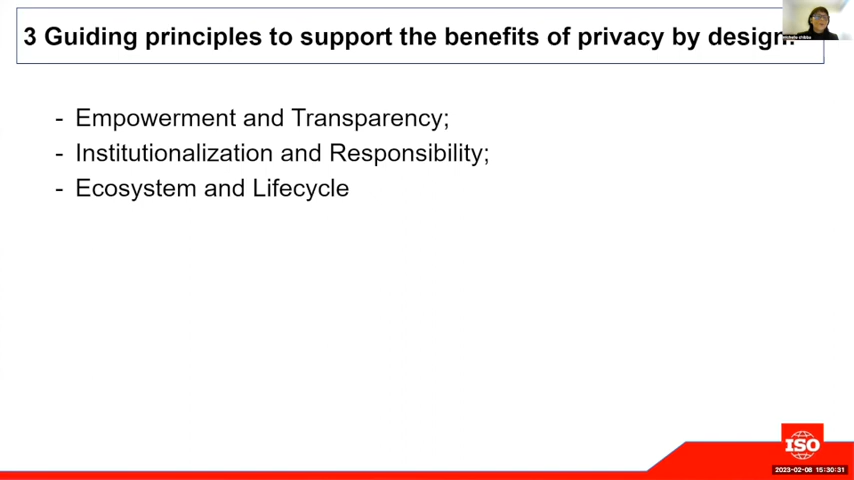 3 Guiding principles to support the benefits of privacy by design:
- Empowerment and Transparency;
- Institutionalization and Responsibility;
- Ecosystem and Lifecycle
ISO
2023-02-08 15:30:31